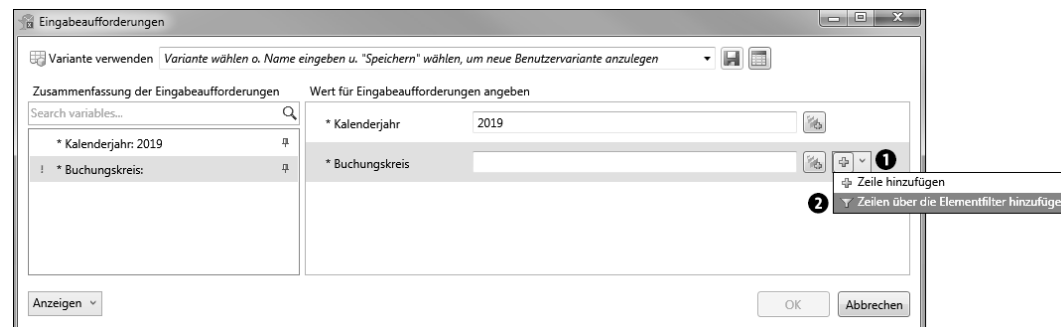 Eingabeaufforderungen
Variante verwenden Variante wählen o. Name eingeben u. "Speichern" wählen, um neue Benutzervariante anzulegen
Zusammenfassung der Eingabeaufforderungen Wert für Eingabeaufforderungen angeben
Search variables...
* Kalenderjahr 2019
* Kalenderjahr: 2019
! * Buchungskreis:
* Buchungskreis 1
Zeile hinzufügen
2 Zeilen über die Elementfilter hinzufüge
Anzeigen OK Abbrechen